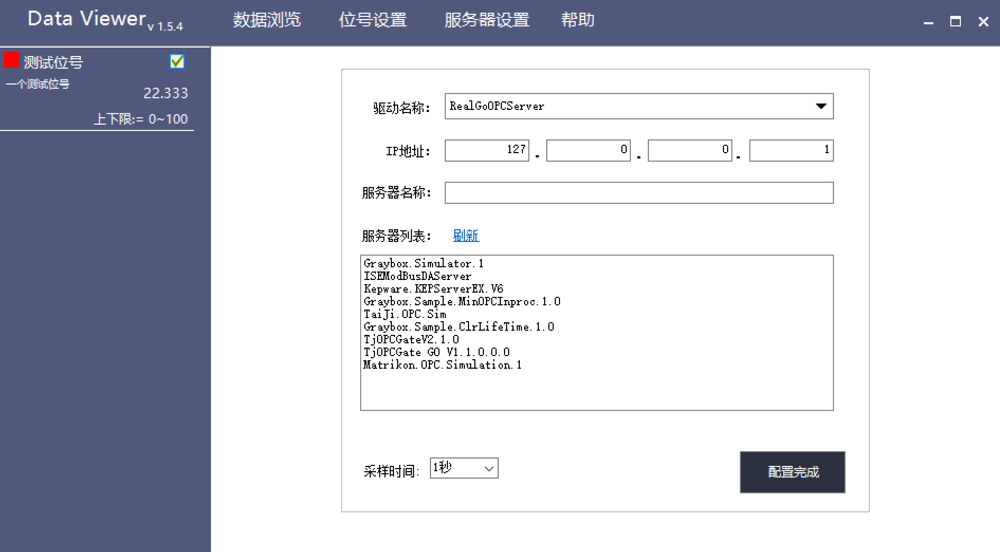 Data Viewer v 1.5.4 数据浏览 位号设置 服务器设置 帮助
测试位号
一个测试位号
22.333
上下限:= 0~100
驱动名称： RealGoOPCServer
IP地址： 127 . 0 . 0 . 1
服务器名称：
服务器列表： 刷新
Graybox.Simulator.1
ISEModBusDAServer
Kepware.KEPServerEX.V6
Graybox.Sample.MinOPCInproc.1.0
TaiJi.OPC.Sim
Graybox.Sample.ClrLifeTime.1.0
TjOPCGateV2.1.0
TjOPCGate GO V1.1.0.0.0
Matrikon.OPC.Simulation.1
采样时间: 1秒 配置完成